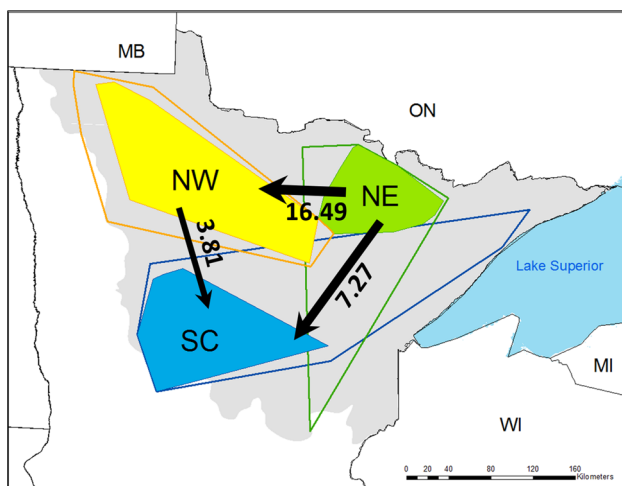 MB
ON
NW
NE
16.49
3.81
7.27
Lake Superior
SC
MI
WI
0 20 40 80 120 160
Kilometers